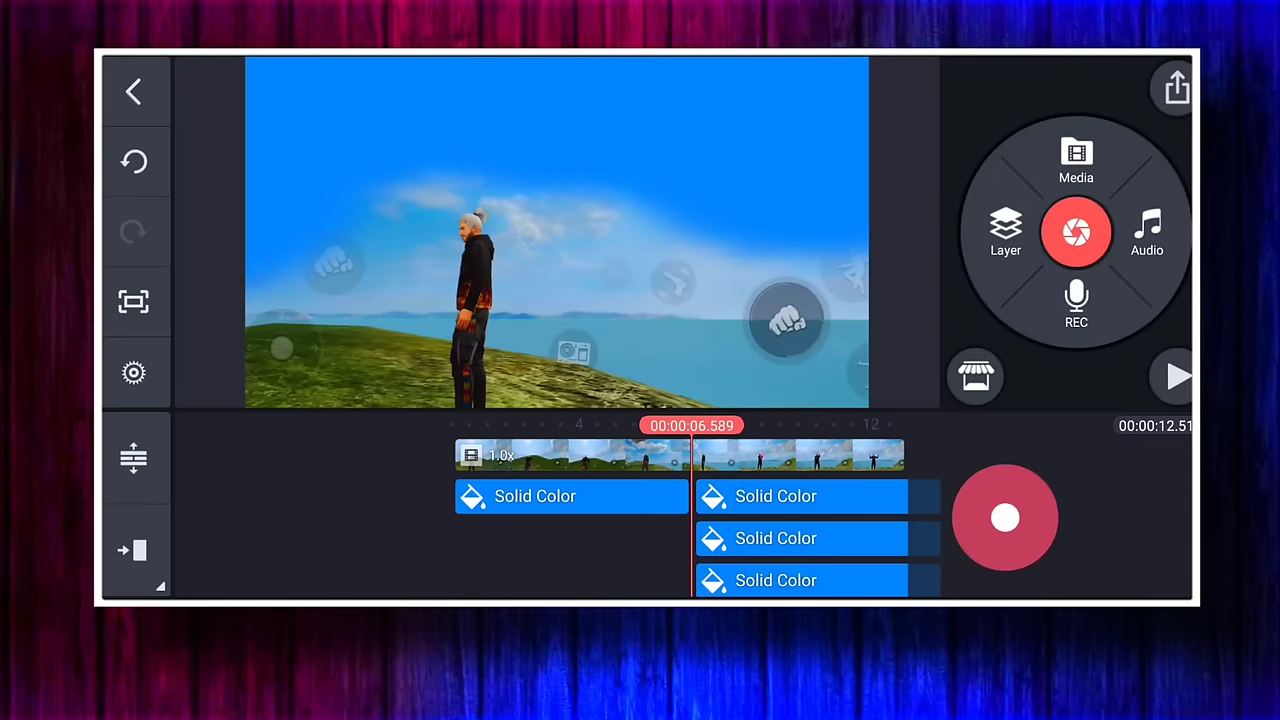 Media
Layer
Audio
REC
4
00:00:06.589
12
00:00:12.51
1.0x
Solid Color
Solid Color
Solid Color
Solid Color